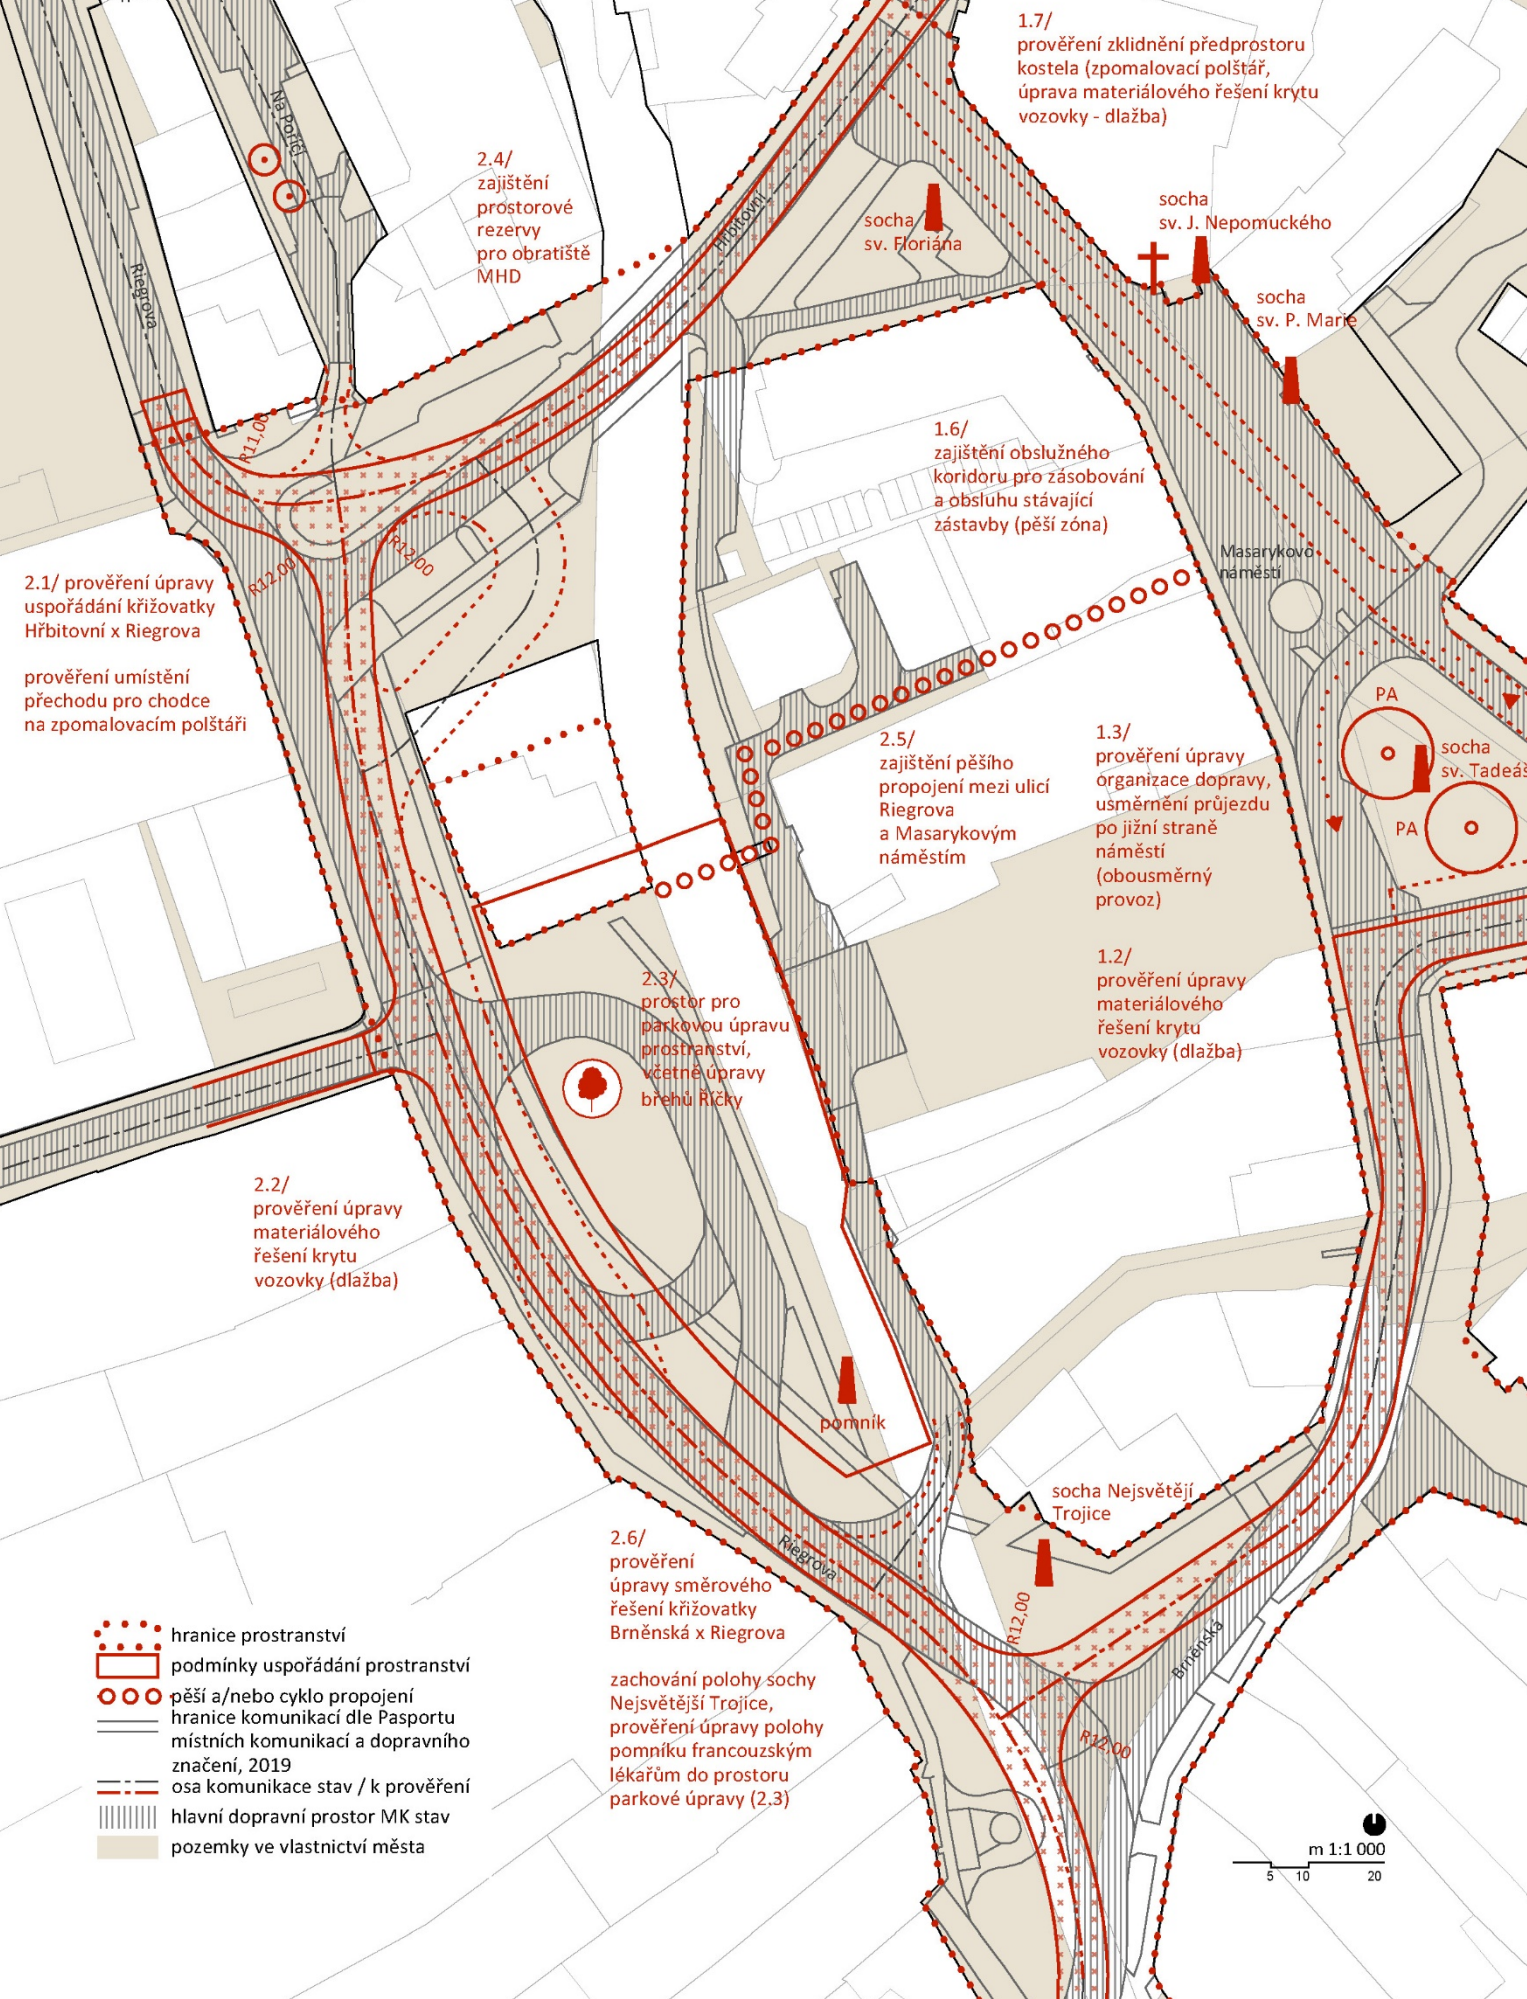 1.7/
prověření zklidnění předprostoru
kostela (zpomalovací polštář,
úprava materiálového řešení krytu
vozovky - dlažba)
Na Poříčí
2.4/
zajištění
prostorové
rezervy
pro obratiště
MHD
Riegrova
Hřbitovní
socha
sv. Floriána
socha
sv. J. Nepomuckého
socha
sv. P. Marie
R11,00
R12,00
R12,00
1.6/
zajištění obslužného
koridoru pro zásobování
a obsluhu stávající
zástavby (pěší zóna)
Masarykovo
náměstí
2.1/ prověření úpravy
uspořádání křižovatky
Hřbitovní x Riegrova
prověření umístění
přechodu pro chodce
na zpomalovacím polštáři
PA
socha
sv. Tadeáš
PA
2.5/
zajištění pěšího
propojení mezi ulicí
Riegrova
a Masarykovým
náměstím
1.3/
prověření úpravy
organizace dopravy,
usměrnění průjezdu
po jižní straně
náměstí
(obousměrný
provoz)
1.2/
prověření úpravy
materiálového
řešení krytu
vozovky (dlažba)
2.3/
prostor pro
parkovou úpravu
prostranství,
včetně úpravy
břehů Říčky
2.2/
prověření úpravy
materiálového
řešení krytu
vozovky (dlažba)
pomník
socha Nejsvětějí
Trojice
Riegrova
R12,00
Brněnská
R12,00
2.6/
prověření
úpravy směrového
řešení křižovatky
Brněnská x Riegrova
zachování polohy sochy
Nejsvětější Trojice,
prověření úpravy polohy
pomníku francouzským
lékařům do prostoru
parkové úpravy (2.3)
hranice prostranství
podmínky uspořádání prostranství
pěší a/nebo cyklo propojení
hranice komunikací dle Pasportu
místních komunikací a dopravního
značení, 2019
osa komunikace stav / k prověření
hlavní dopravní prostor MK stav
pozemky ve vlastnictví města
m 1:1 000
5 10 20